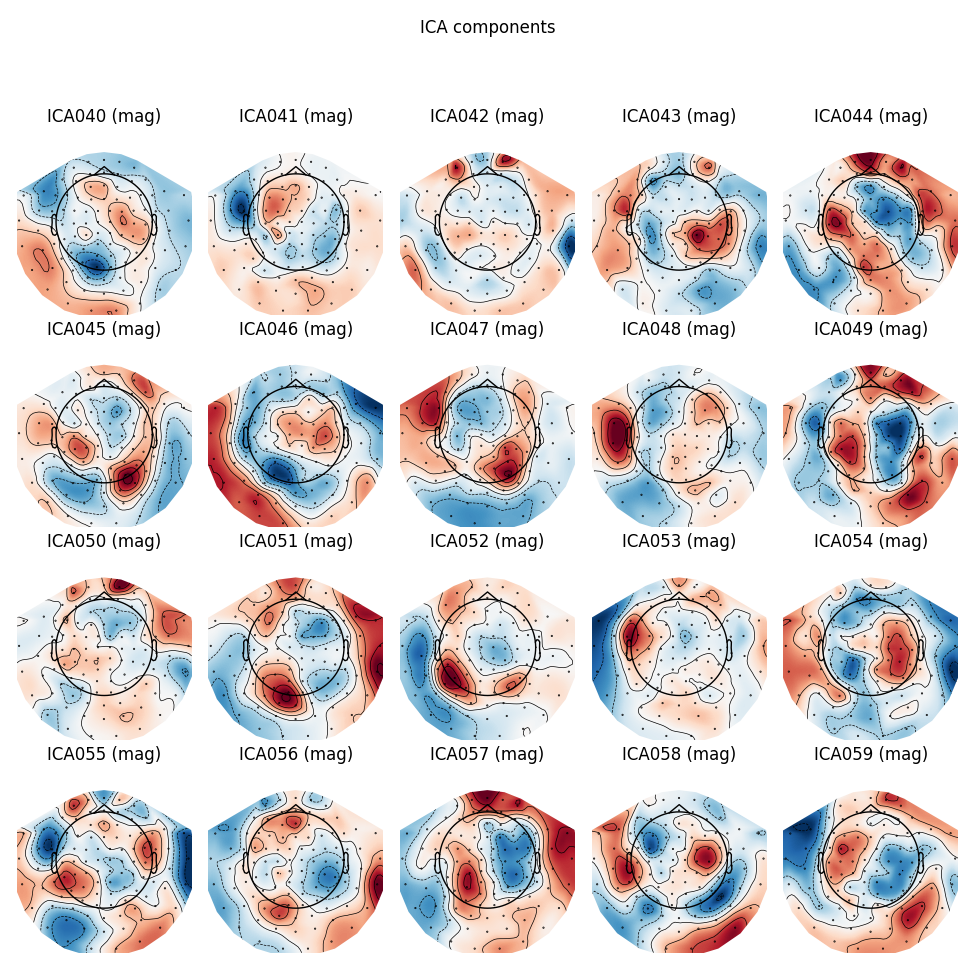 ICA components
ICA040 (mag) ICA041 (mag) ICA042 (mag) ICA043 (mag) ICA044 (mag)
ICA045 (mag) ICA046 (mag) ICA047 (mag) ICA048 (mag) ICA049 (mag)
ICA050 (mag) ICA051 (mag) ICA052 (mag) ICA053 (mag) ICA054 (mag)
ICA055 (mag) ICA056 (mag) ICA057 (mag) ICA058 (mag) ICA059 (mag)